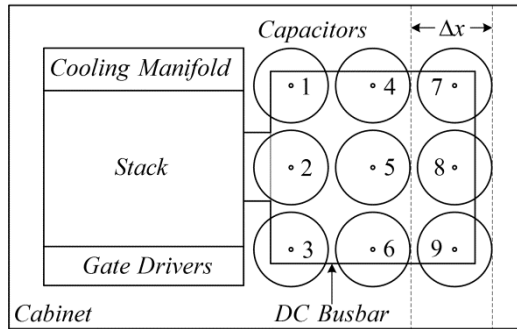 Capacitors
Δx
Cooling Manifold
1
4
7
Stack
2
5
8
3
6
9
Gate Drivers
Cabinet
DC Busbar